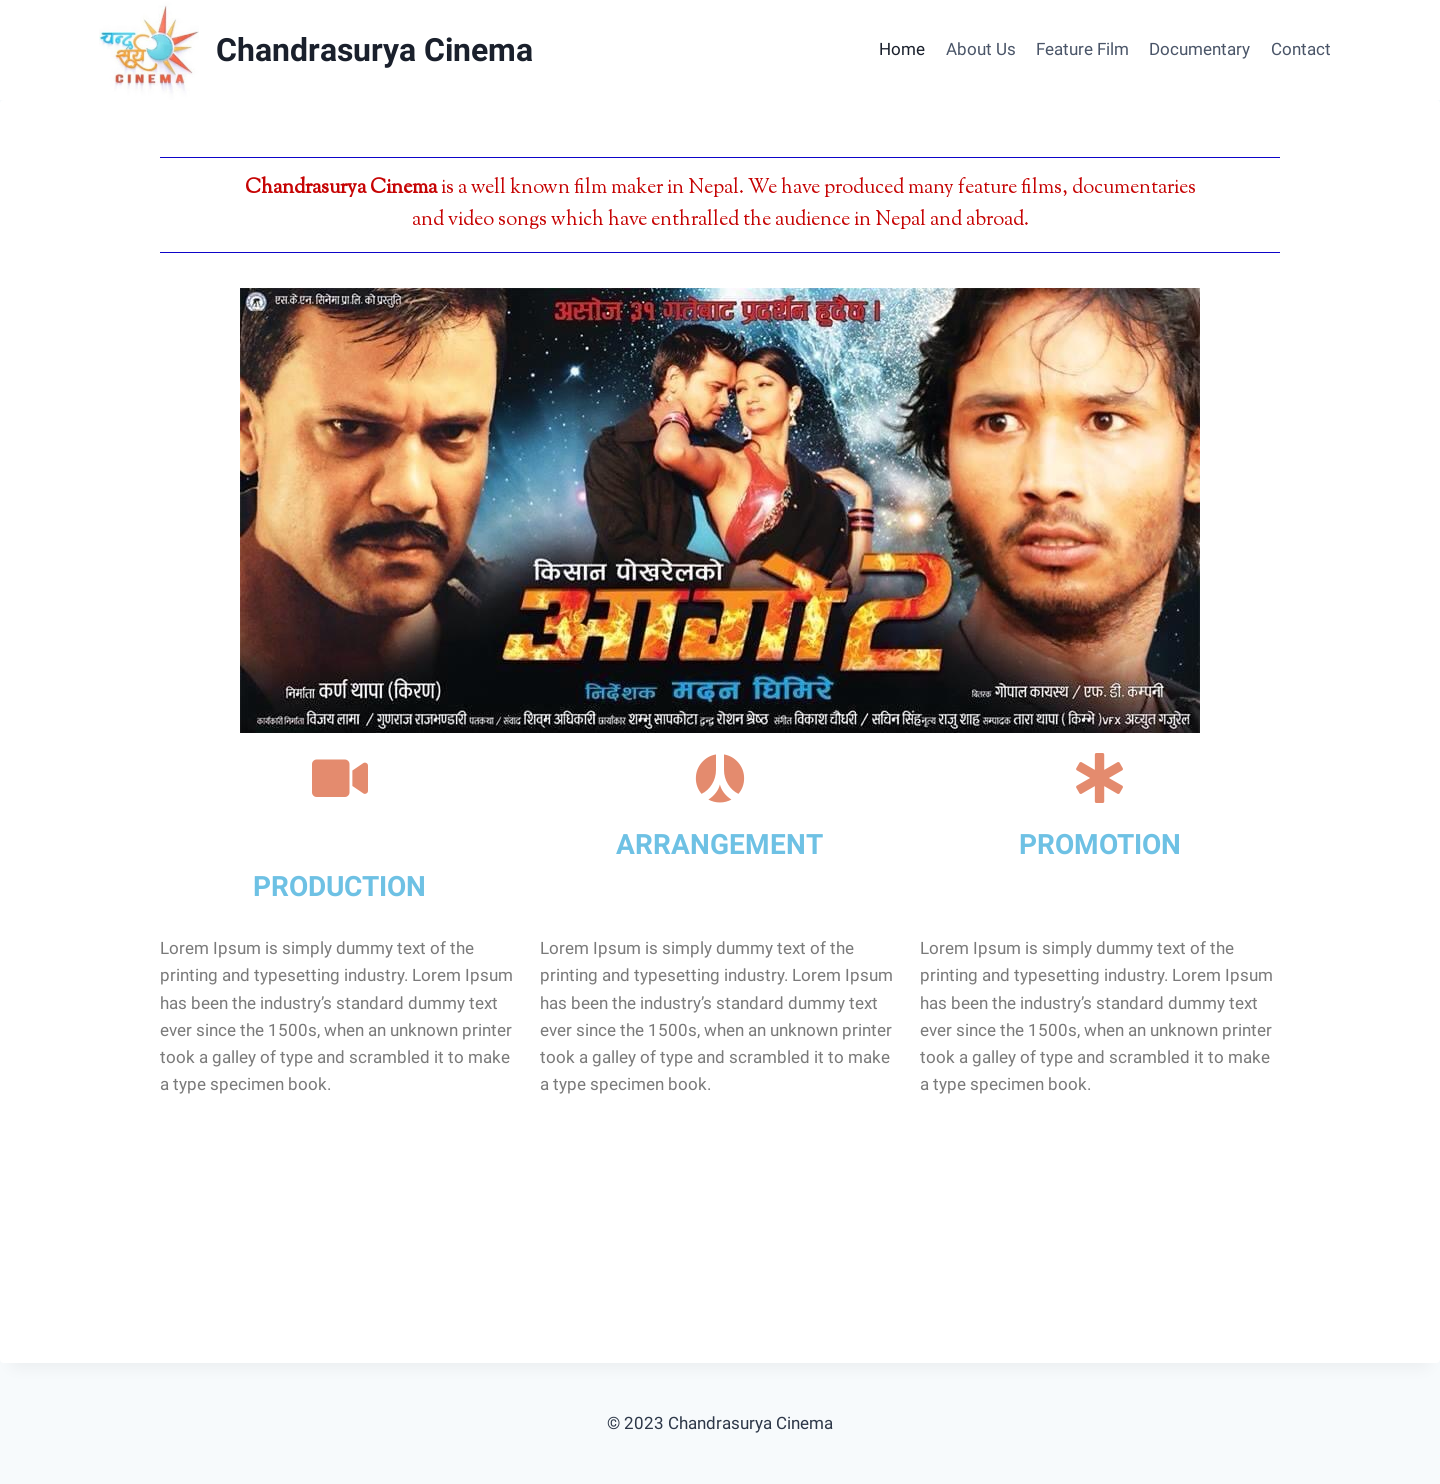 चन्द्र
सूर्य
CINEMA
Chandrasurya Cinema
Home About Us Feature Film Documentary Contact
Chandrasurya Cinema is a well known film maker in Nepal. We have produced many feature films, documentaries
and video songs which have enthralled the audience in Nepal and abroad.
एस.के.एन. सिनेमा प्रा.लि. को प्रस्तुति
असोज ३१ गतेबाट प्रदर्शन हुदैछ ।
किसान पोखरेलको
आगो २
निर्देशक मदन घिमिरे
निर्माता कर्ण थापा (किरण)
बितरक गोपाल कायस्थ / एफ. डी. कम्पनी
कार्यकारि निर्माता विजय लामा / गुणराज राजभण्डारी पतकथा / संवाद शिवम अधिकारी छायाँकार शम्भु सापकोटा द्वन्द्व रोशन श्रेष्ठ संगीत विकाश चौधरी / सचिन सिंह नृत्य राजु शाह सम्पादक तारा थापा ( किम्भे ) VFX अच्युत गजुरेल
ARRANGEMENT
PROMOTION
PRODUCTION
Lorem Ipsum is simply dummy text of the
printing and typesetting industry. Lorem Ipsum
has been the industry’s standard dummy text
ever since the 1500s, when an unknown printer
took a galley of type and scrambled it to make
a type specimen book.
Lorem Ipsum is simply dummy text of the
printing and typesetting industry. Lorem Ipsum
has been the industry’s standard dummy text
ever since the 1500s, when an unknown printer
took a galley of type and scrambled it to make
a type specimen book.
Lorem Ipsum is simply dummy text of the
printing and typesetting industry. Lorem Ipsum
has been the industry’s standard dummy text
ever since the 1500s, when an unknown printer
took a galley of type and scrambled it to make
a type specimen book.
© 2023 Chandrasurya Cinema